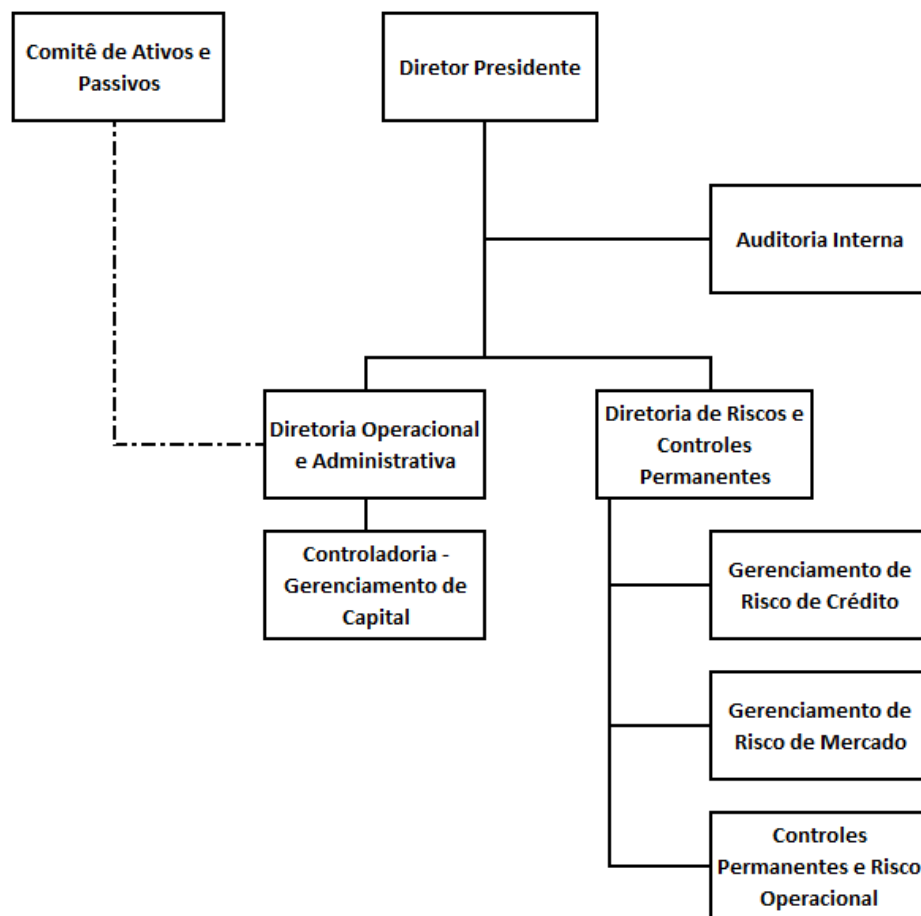 Comitê de Ativos e
Passivos
Diretor Presidente
Auditoria Interna
Diretoria Operacional
e Administrativa
Diretoria de Riscos e
Controles
Permanentes
Controladoria -
Gerenciamento de
Capital
Gerenciamento de
Risco de Crédito
Gerenciamento de
Risco de Mercado
Controles
Permanentes e Risco
Operacional